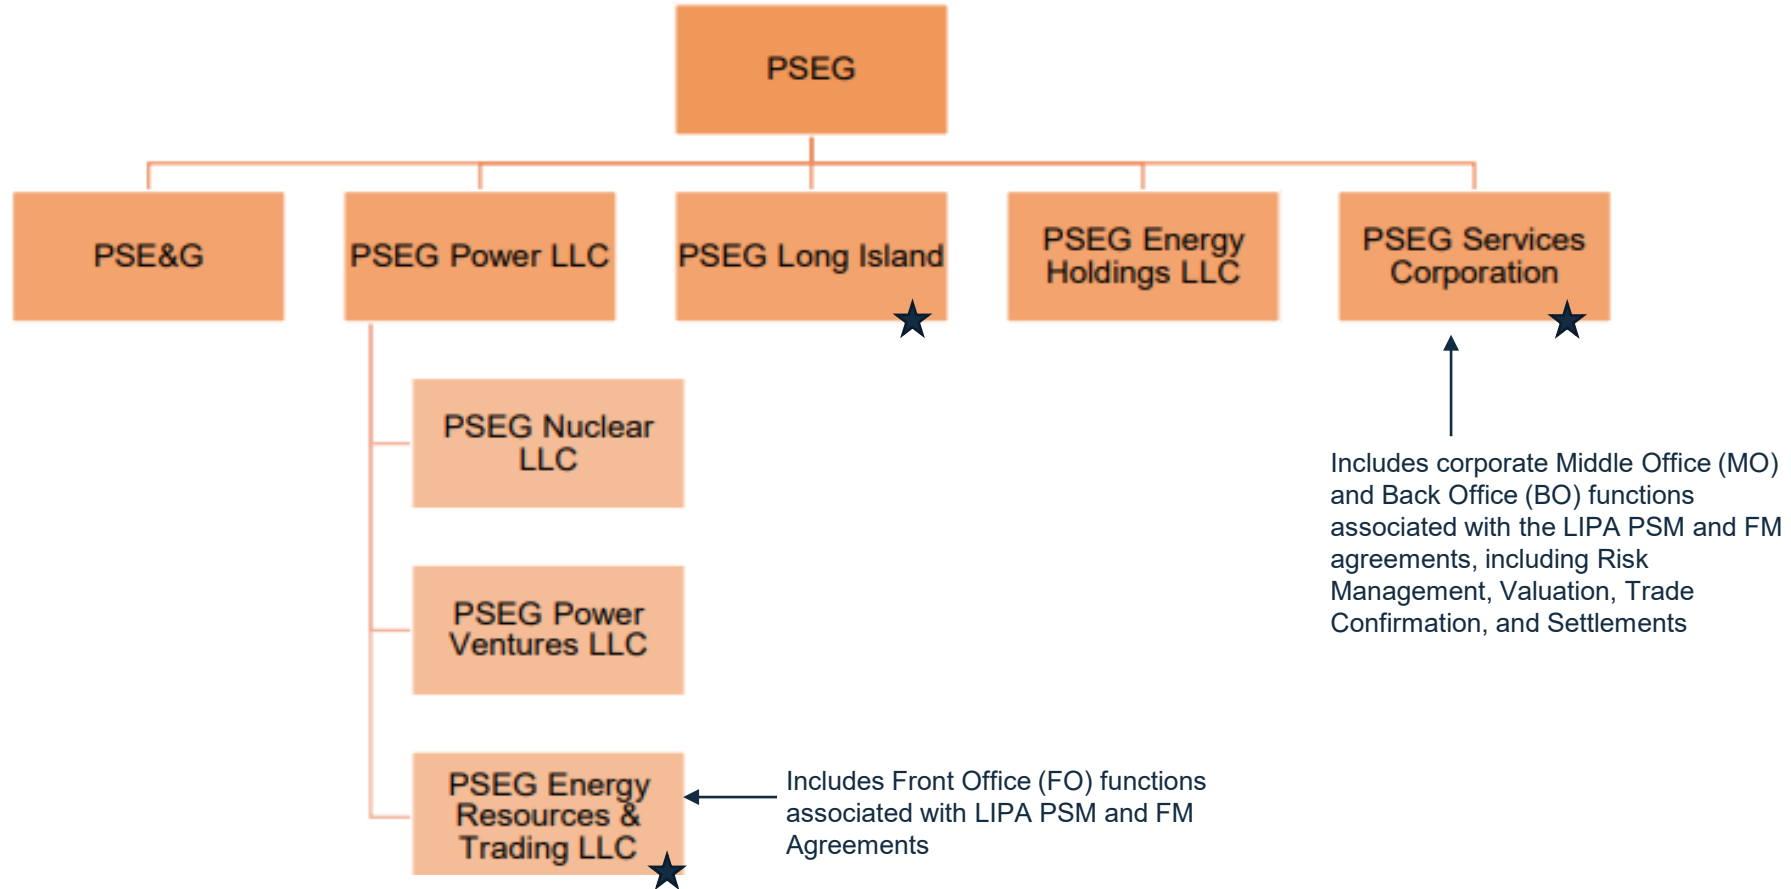 PSEG
PSE&G
PSEG Power LLC
PSEG Long Island
PSEG Energy
Holdings LLC
PSEG Services
Corporation
PSEG Nuclear
LLC
PSEG Power
Ventures LLC
PSEG Energy
Resources &
Trading LLC
Includes Front Office (FO) functions
associated with LIPA PSM and FM
Agreements
Includes corporate Middle Office (MO)
and Back Office (BO) functions
associated with the LIPA PSM and FM
agreements, including Risk
Management, Valuation, Trade
Confirmation, and Settlements